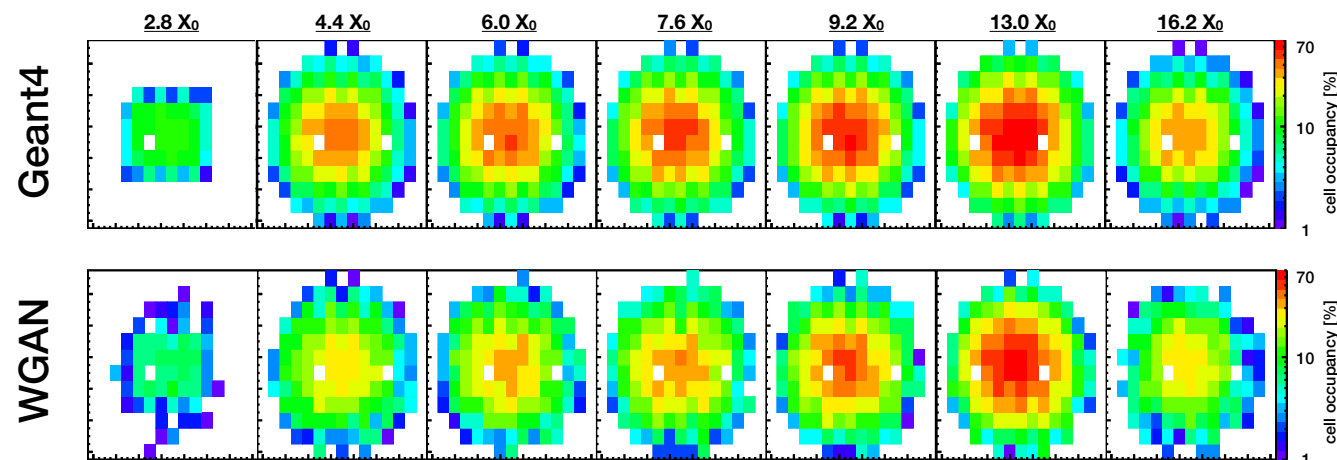 2.8 X₀ 4.4 X₀ 6.0 X₀ 7.6 X₀ 9.2 X₀ 13.0 X₀ 16.2 X₀
Geant4
70
10
1
cell occupancy [%]
WGAN
70
10
1
cell occupancy [%]